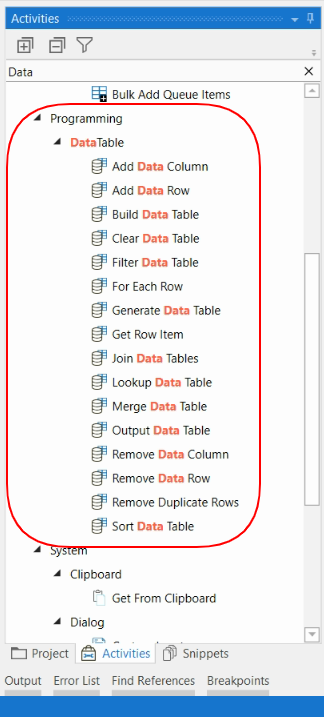 Activities
Data
Bulk Add Queue Items
Programming
DataTable
Add Data Column
Add Data Row
Build Data Table
Clear Data Table
Filter Data Table
For Each Row
Generate Data Table
Get Row Item
Join Data Tables
Lookup Data Table
Merge Data Table
Output Data Table
Remove Data Column
Remove Data Row
Remove Duplicate Rows
Sort Data Table
System
Clipboard
Get From Clipboard
Dialog
Project Activities Snippets
Output Error List Find References Breakpoints